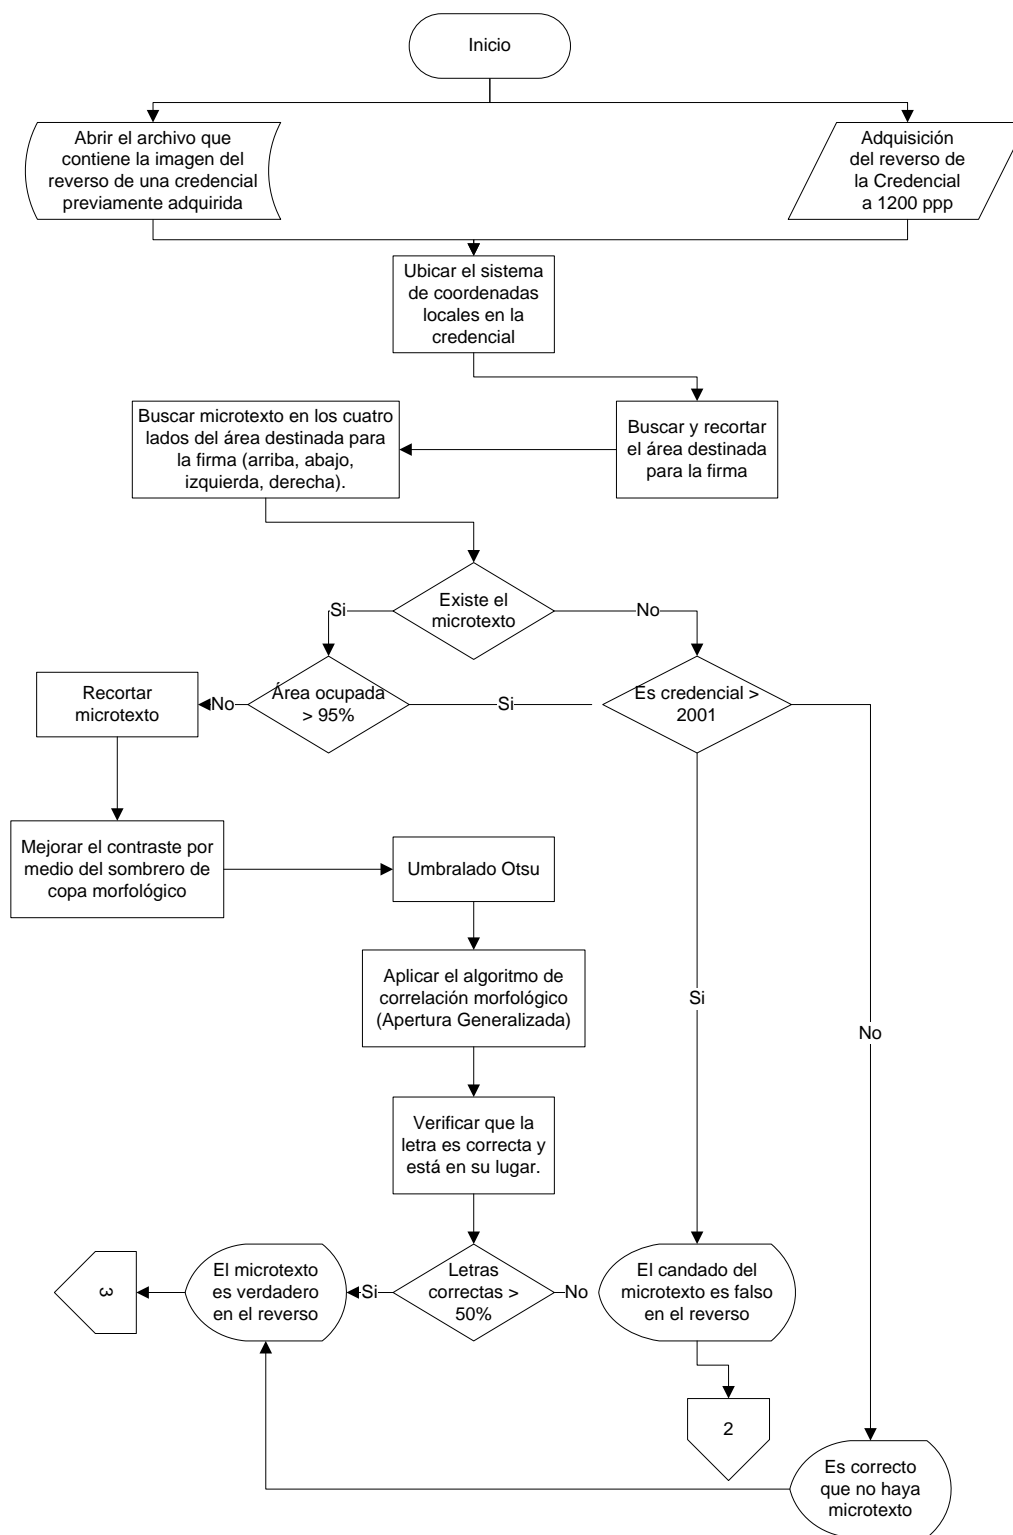 Inicio
Abrir el archivo que
contiene la imagen del
reverso de una credencial
previamente adquirida
Adquisición
del reverso de
la Credencial
a 1200 ppp
Ubicar el sistema
de coordenadas
locales en la
credencial
Buscar y recortar
el área destinada
para la firma
Buscar microtexto en los cuatro
lados del área destinada para
la firma (arriba, abajo,
izquierda, derecha).
Existe el
microtexto
Si
No
Área ocupada
> 95%
No
Si
Es credencial >
2001
Recortar
microtexto
Mejorar el contraste por
medio del sombrero de
copa morfológico
Umbralado Otsu
Aplicar el algoritmo de
correlación morfológico
(Apertura Generalizada)
Si
No
Verificar que la
letra es correcta y
está en su lugar.
Letras
correctas >
50%
Si
No
El microtexto
es verdadero
en el reverso
3
El candado del
microtexto es falso
en el reverso
2
Es correcto
que no haya
microtexto